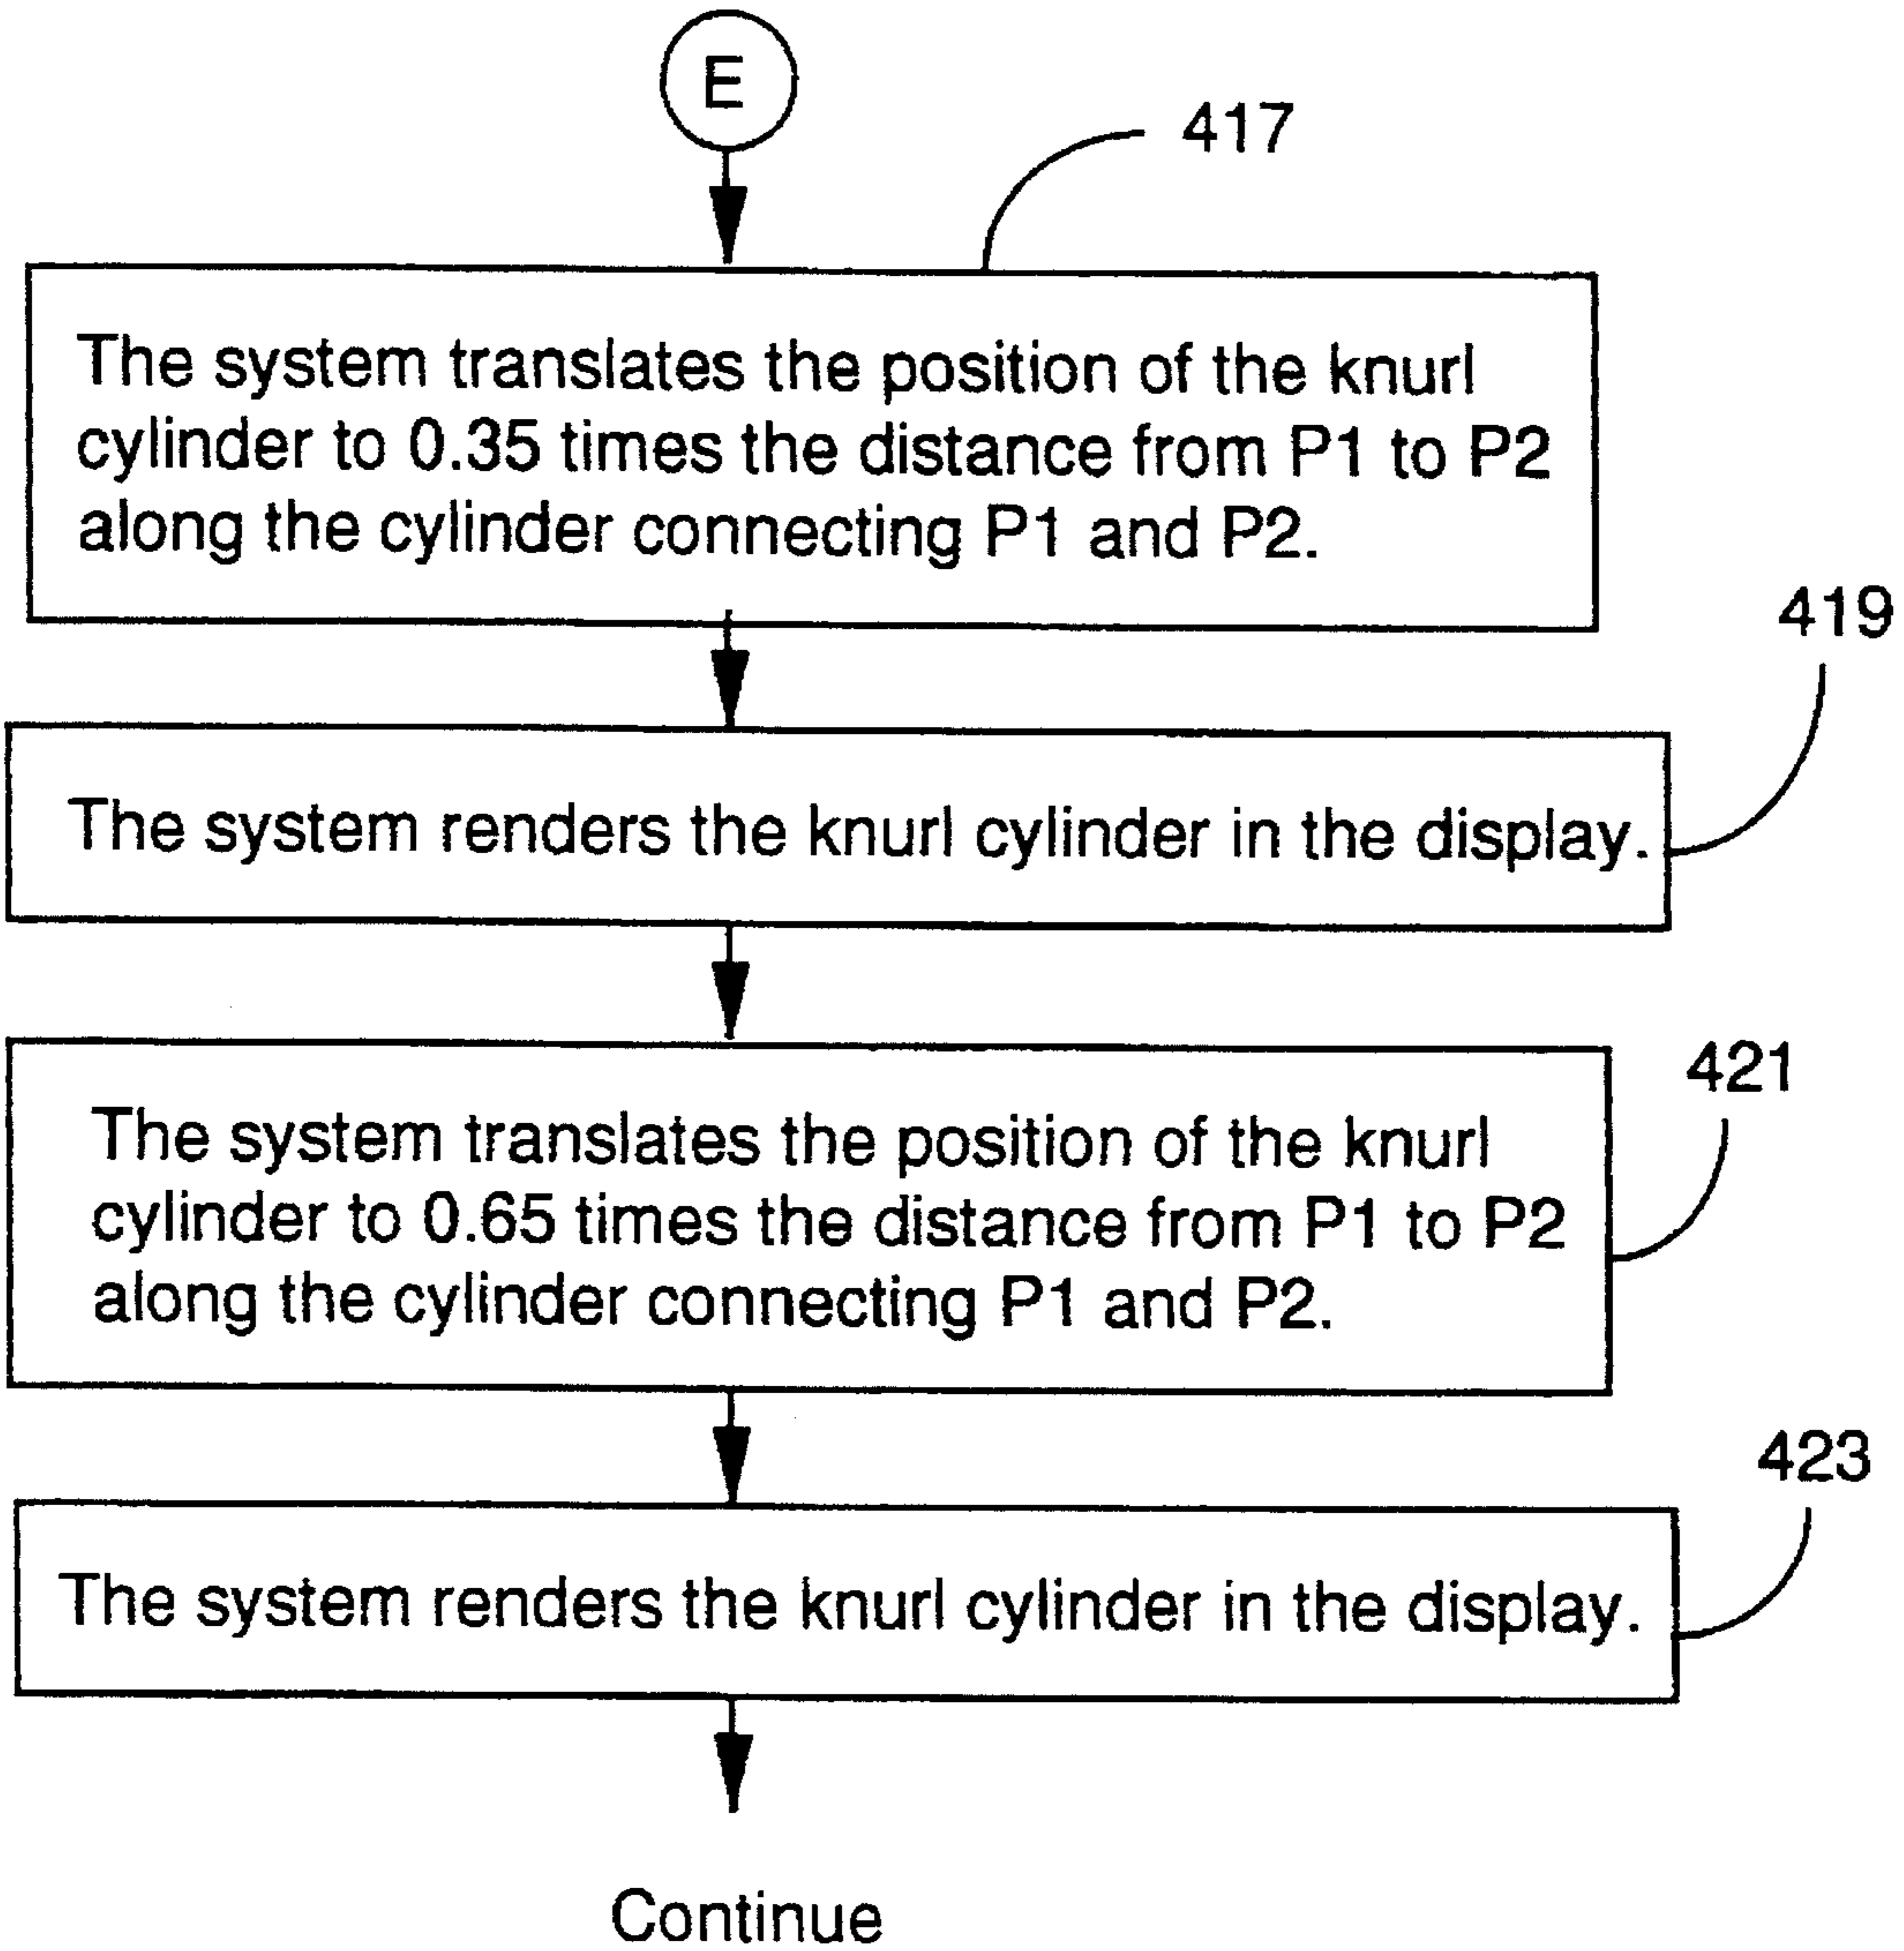 E
417
The system translates the position of the knurl
cylinder to 0.35 times the distance from P1 to P2
along the cylinder connecting P1 and P2.
419
The system renders the knurl cylinder in the display.
421
The system translates the position of the knurl
cylinder to 0.65 times the distance from P1 to P2
along the cylinder connecting P1 and P2.
423
The system renders the knurl cylinder in the display.
Continue